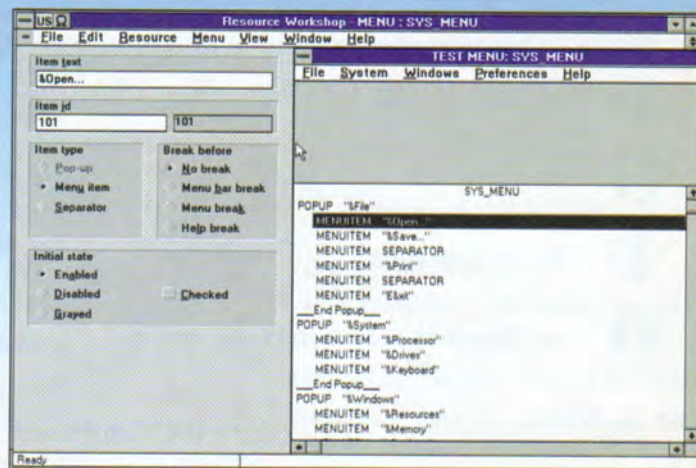 US Resource Workshop - MENU : SYS_MENU
File Edit Resource Menu View Window Help
Item text
&Open...
Item id
101 101
Item type
Pop-up
Menu item
Separator
Break before
No break
Menu bar break
Menu break
Help break
Initial state
Enabled
Disabled
Grayed
Checked
TEST MENU: SYS_MENU
File System Windows Preferences Help
SYS_MENU
POPUP "&File"
MENUITEM "&Open..."
MENUITEM "&Save..."
MENUITEM SEPARATOR
MENUITEM "&Print"
MENUITEM SEPARATOR
MENUITEM "E&xit"
__End Popup__
POPUP "&System"
MENUITEM "&Processor"
MENUITEM "&Drives"
MENUITEM "&Keyboard"
__End Popup__
POPUP "&Windows"
MENUITEM "&Resources"
MENUITEM "&Memory"
Ready